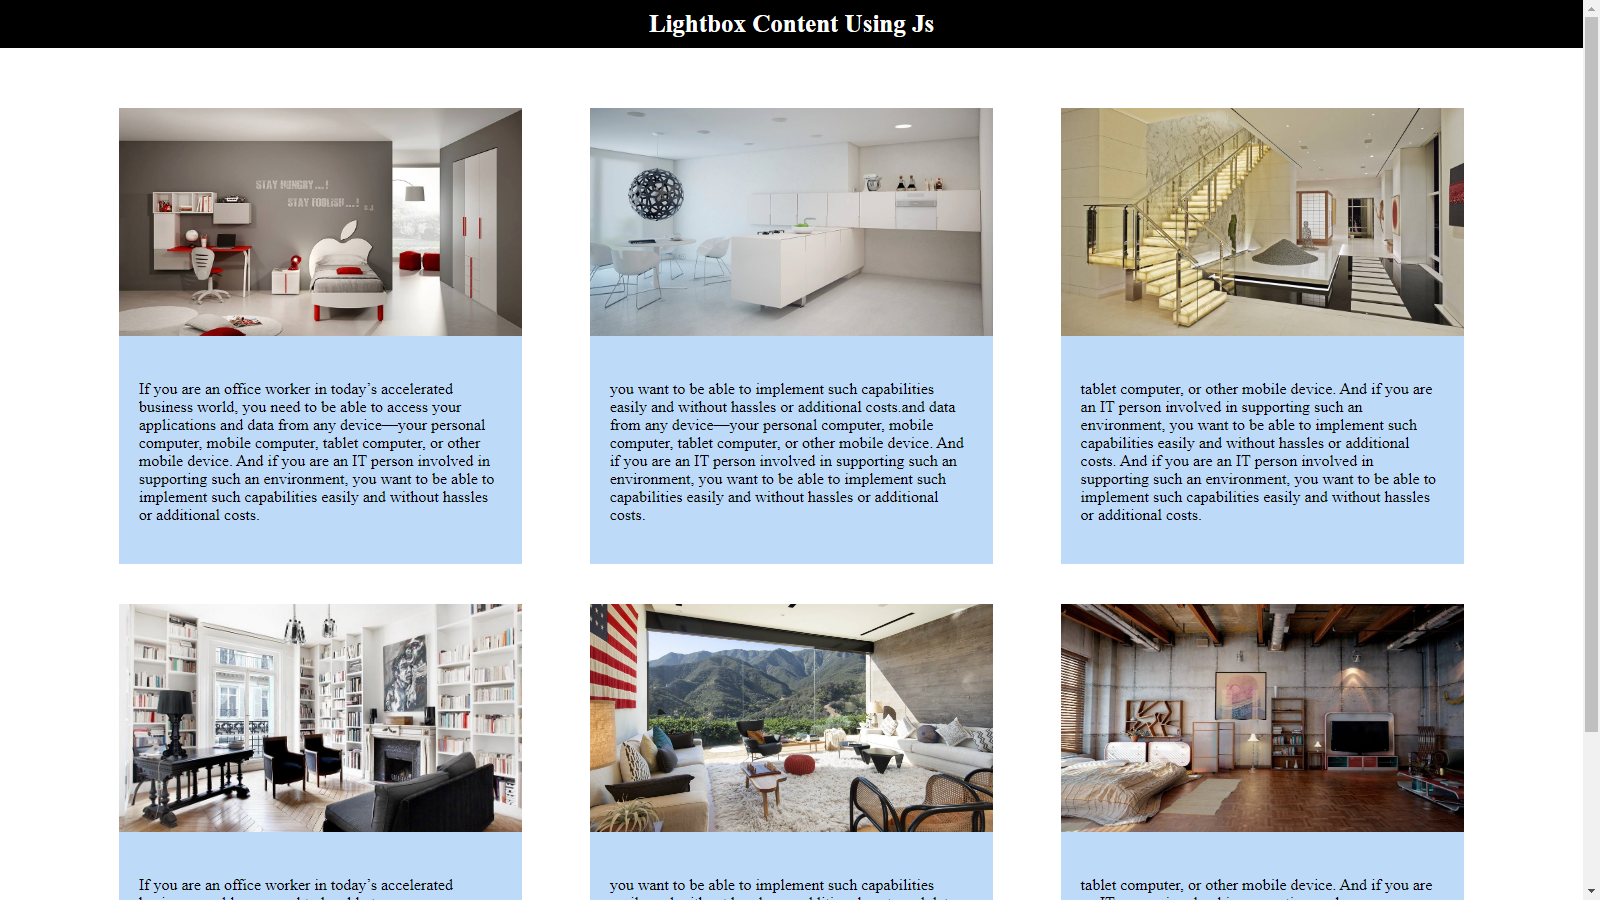 Lightbox Content Using Js
STAY HUNGRY...!
STAY FOOLISH...!
If you are an office worker in today’s accelerated
business world, you need to be able to access your
applications and data from any device—your personal
computer, mobile computer, tablet computer, or other
mobile device. And if you are an IT person involved in
supporting such an environment, you want to be able to
implement such capabilities easily and without hassles
or additional costs.
you want to be able to implement such capabilities
easily and without hassles or additional costs.and data
from any device—your personal computer, mobile
computer, tablet computer, or other mobile device. And
if you are an IT person involved in supporting such an
environment, you want to be able to implement such
capabilities easily and without hassles or additional
costs.
tablet computer, or other mobile device. And if you are
an IT person involved in supporting such an
environment, you want to be able to implement such
capabilities easily and without hassles or additional
costs. And if you are an IT person involved in
supporting such an environment, you want to be able to
implement such capabilities easily and without hassles
or additional costs.
If you are an office worker in today’s accelerated
you want to be able to implement such capabilities
tablet computer, or other mobile device. And if you are